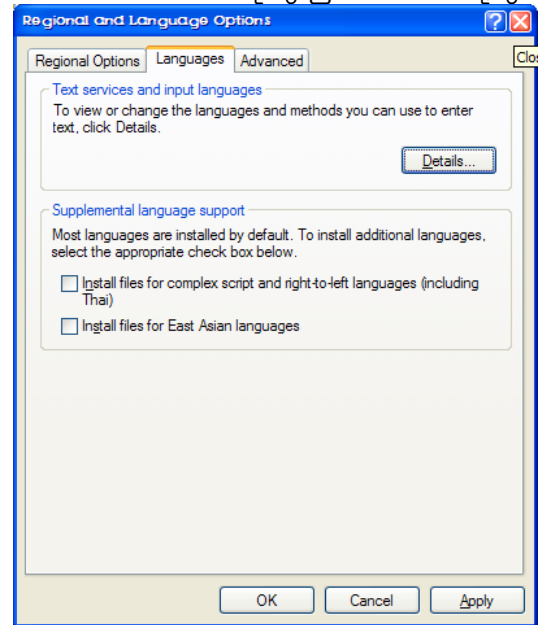 Regional and Language Options
Regional Options Languages Advanced
Text services and input languages
To view or change the languages and methods you can use to enter
text, click Details.
Details...
Supplemental language support
Most languages are installed by default. To install additional languages,
select the appropriate check box below.
Install files for complex script and right-to-left languages (including
Thai)
Install files for East Asian languages
OK Cancel Apply